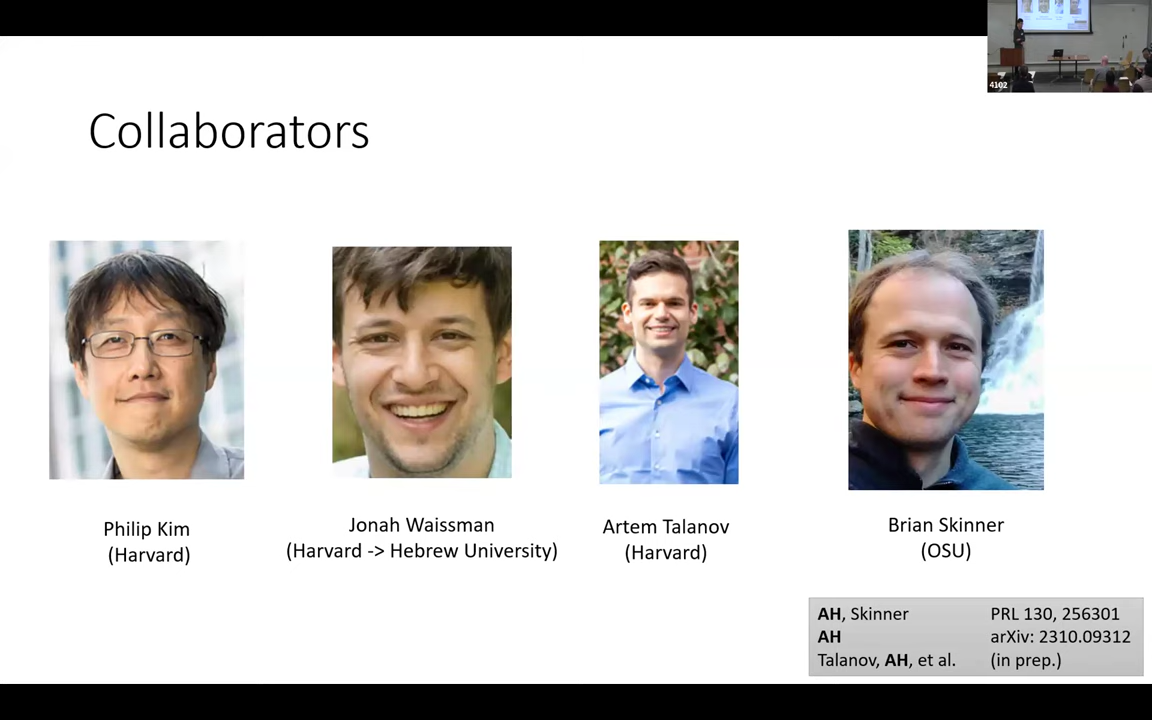 4102
Collaborators
Philip Kim
(Harvard)
Jonah Waissman
(Harvard -> Hebrew University)
Artem Talanov
(Harvard)
Brian Skinner
(OSU)
AH, Skinner PRL 130, 256301
AH arXiv: 2310.09312
Talanov, AH, et al. (in prep.)